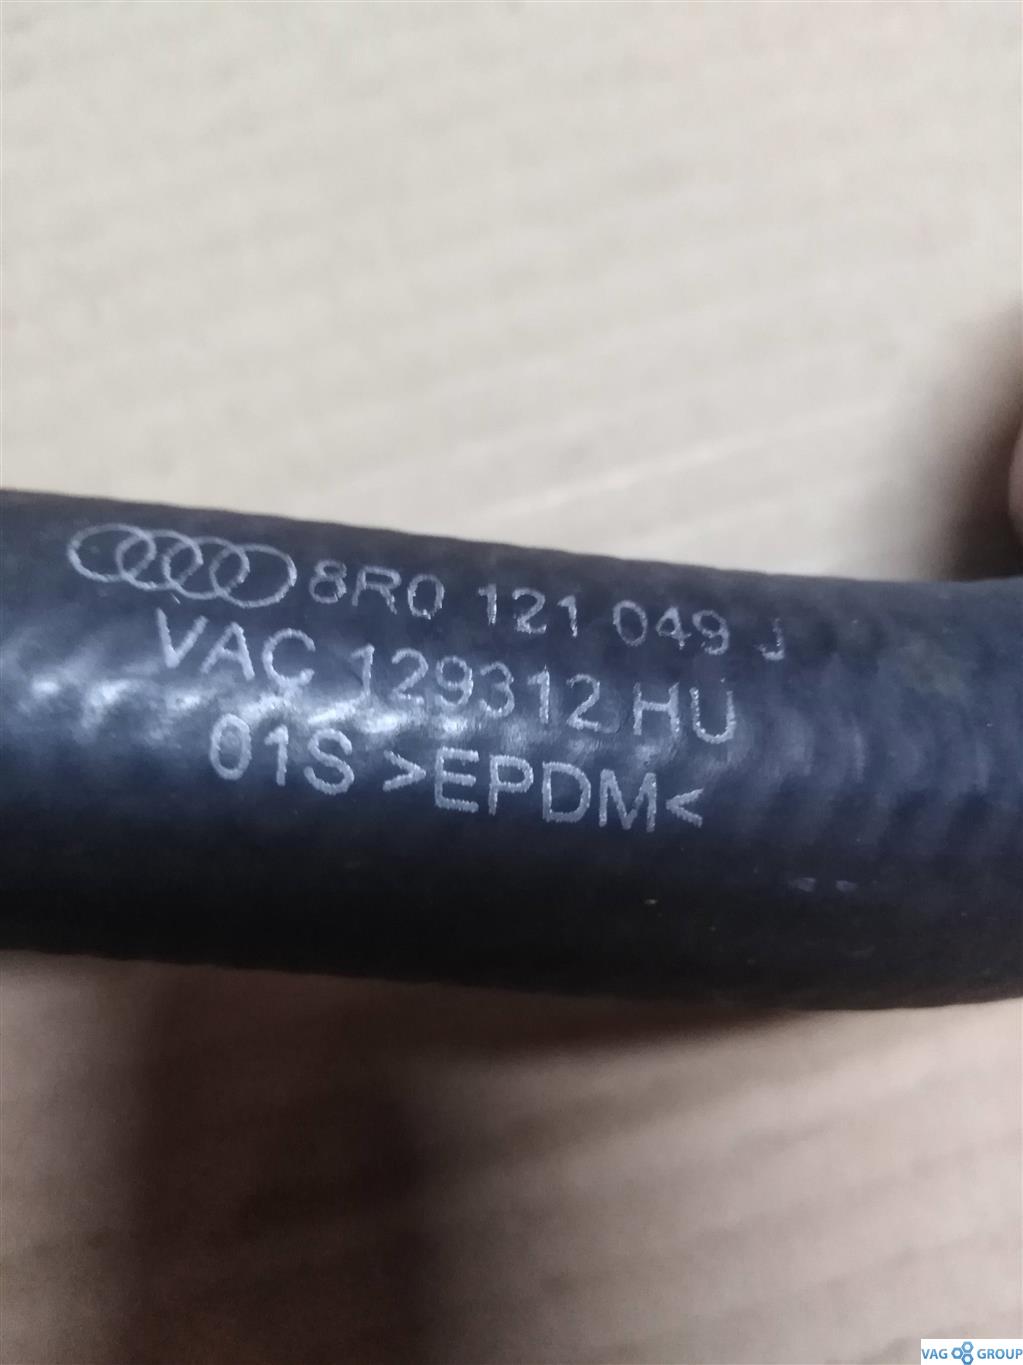 8R0 121 049 J
VAC 129312 HU
01S >EPDM<
VAG GROUP